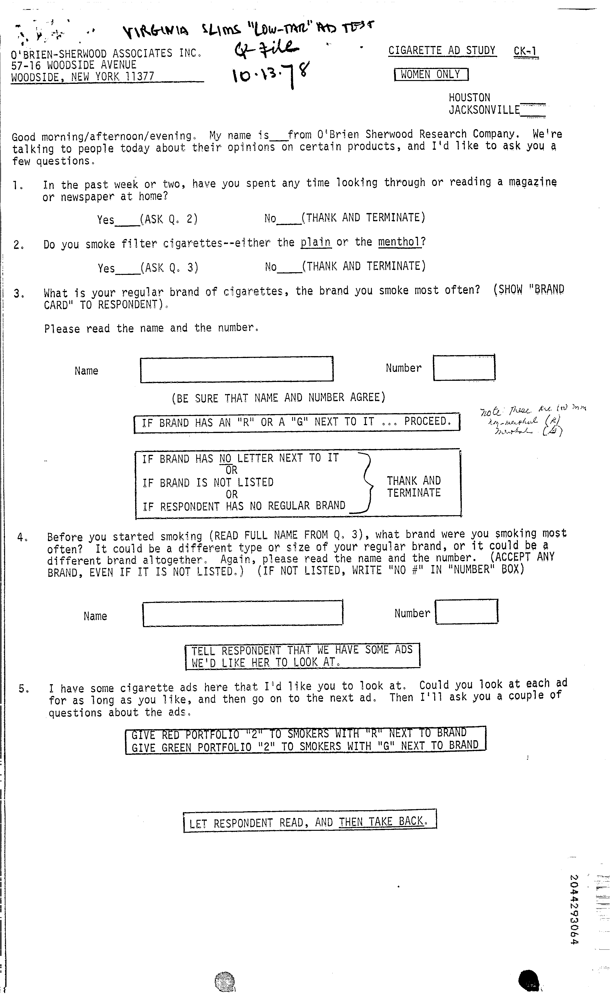 VIRGINIA SLIMS "LOW-TAR" AD TEST
Q-File
10·13·78
O'BRIEN-SHERWOOD ASSOCIATES INC.
57-16 WOODSIDE AVENUE
WOODSIDE, NEW YORK 11377
CIGARETTE AD STUDY CK-1
WOMEN ONLY
HOUSTON ____
JACKSONVILLE____
Good morning/afternoon/evening. My name is___from O'Brien Sherwood Research Company. We're
talking to people today about their opinions on certain products, and I'd like to ask you a
few questions.
1. In the past week or two, have you spent any time looking through or reading a magazine
or newspaper at home?
Yes____(ASK Q. 2) No____(THANK AND TERMINATE)
2. Do you smoke filter cigarettes--either the plain or the menthol?
Yes____(ASK Q. 3) No____(THANK AND TERMINATE)
3. What is your regular brand of cigarettes, the brand you smoke most often? (SHOW "BRAND
CARD" TO RESPONDENT).
Please read the name and the number.
Name Number
(BE SURE THAT NAME AND NUMBER AGREE)
note these are
menthol (G)
IF BRAND HAS AN "R" OR A "G" NEXT TO IT ... PROCEED.
IF BRAND HAS NO LETTER NEXT TO IT
OR
IF BRAND IS NOT LISTED
OR
IF RESPONDENT HAS NO REGULAR BRAND
THANK AND
TERMINATE
4. Before you started smoking (READ FULL NAME FROM Q. 3), what brand were you smoking most
often? It could be a different type or size of your regular brand, or it could be a
different brand altogether. Again, please read the name and the number. (ACCEPT ANY
BRAND, EVEN IF IT IS NOT LISTED.) (IF NOT LISTED, WRITE "NO #" IN "NUMBER" BOX)
Name Number
TELL RESPONDENT THAT WE HAVE SOME ADS
WE'D LIKE HER TO LOOK AT.
5. I have some cigarette ads here that I'd like you to look at. Could you look at each ad
for as long as you like, and then go on to the next ad. Then I'll ask you a couple of
questions about the ads.
GIVE RED PORTFOLIO "2" TO SMOKERS WITH "R" NEXT TO BRAND
GIVE GREEN PORTFOLIO "2" TO SMOKERS WITH "G" NEXT TO BRAND
LET RESPONDENT READ, AND THEN TAKE BACK.
2044293064